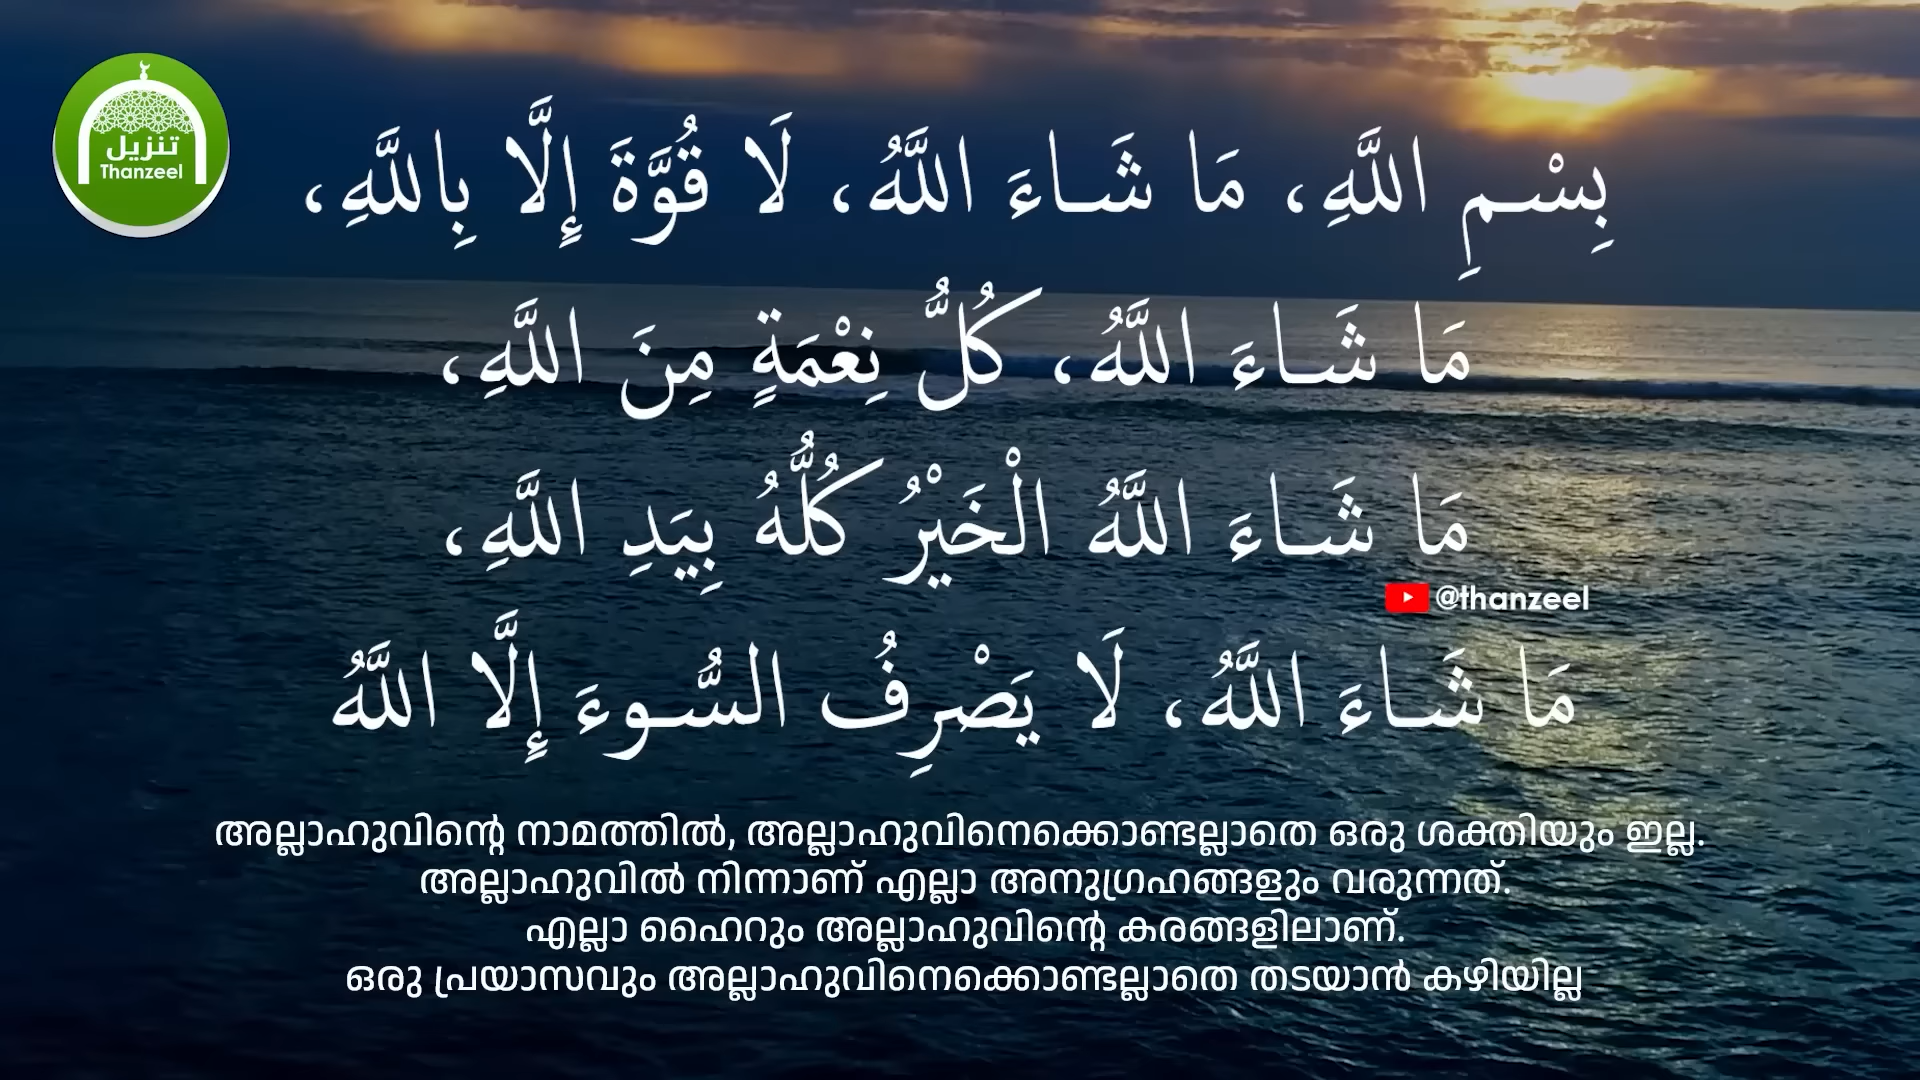 تنزيل
Thanzeel
بِسْمِ اللَّهِ، مَا شَاءَ اللَّهُ، لَا قُوَّةَ إِلَّا بِاللَّهِ،
مَا شَاءَ اللَّهُ، كُلُّ نِعْمَةٍ مِنَ اللَّهِ،
مَا شَاءَ اللَّهُ الْخَيْرُ كُلُّهُ بِيَدِ اللَّهِ،
@thanzeel
مَا شَاءَ اللَّهُ، لَا يَصْرِفُ السُّوءَ إِلَّا اللَّهُ
അല്ലാഹുവിന്റെ നാമത്തിൽ, അല്ലാഹുവിനെക്കൊണ്ടല്ലാതെ ഒരു ശക്തിയും ഇല്ല.
അല്ലാഹുവിൽ നിന്നാണ് എല്ലാ അനുഗ്രഹങ്ങളും വരുന്നത്.
എല്ലാ ഹൈറും അല്ലാഹുവിന്റെ കരങ്ങളിലാണ്.
ഒരു പ്രയാസവും അല്ലാഹുവിനെക്കൊണ്ടല്ലാതെ തടയാൻ കഴിയില്ല